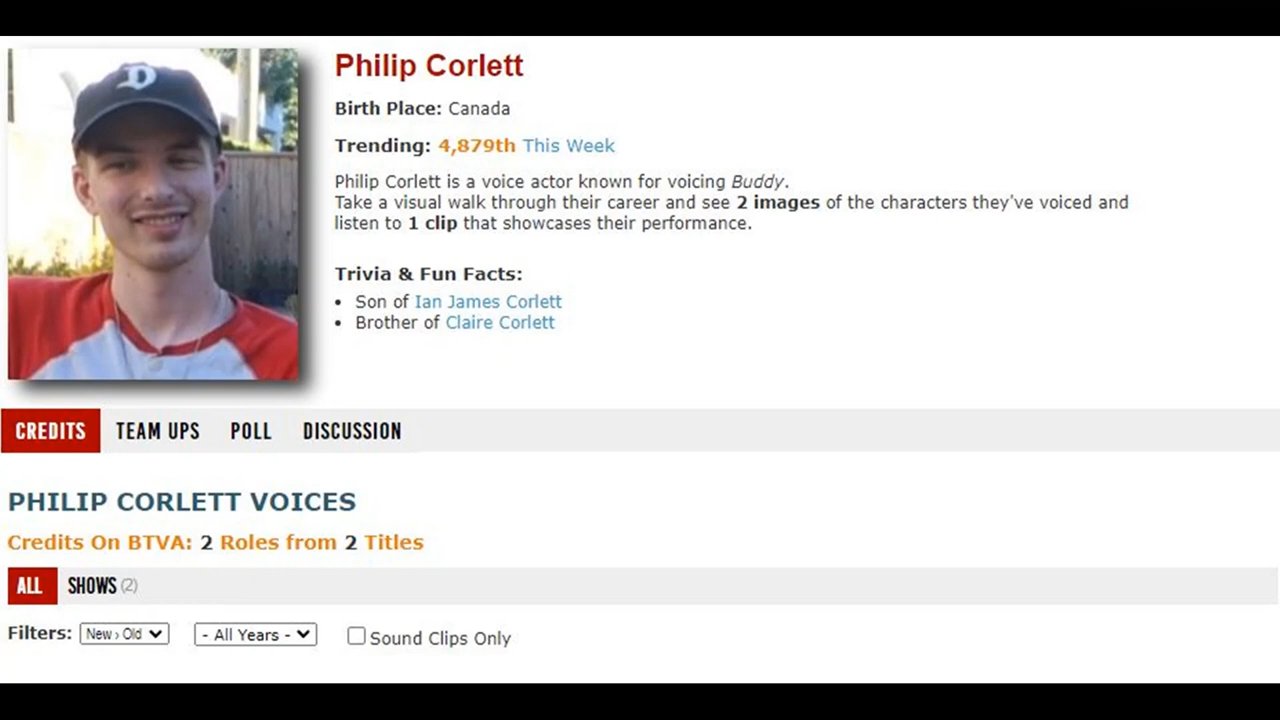 D
Philip Corlett
Birth Place: Canada
Trending: 4,879th This Week
Philip Corlett is a voice actor known for voicing Buddy.
Take a visual walk through their career and see 2 images of the characters they've voiced and
listen to 1 clip that showcases their performance.
Trivia & Fun Facts:
• Son of Ian James Corlett
• Brother of Claire Corlett
CREDITS TEAM UPS POLL DISCUSSION
PHILIP CORLETT VOICES
Credits On BTVA: 2 Roles from 2 Titles
ALL SHOWS (2)
Filters: New › Old - All Years - Sound Clips Only